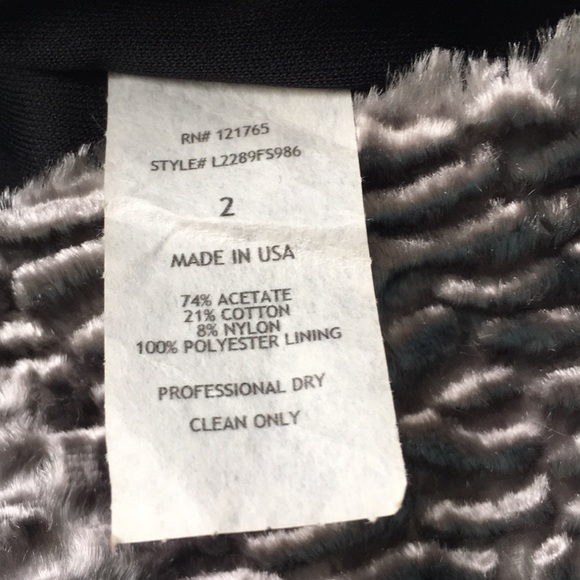 RN# 121765
STYLE# L2289FS986
2
MADE IN USA
74% ACETATE
21% COTTON
8% NYLON
100% POLYESTER LINING
PROFESSIONAL DRY
CLEAN ONLY